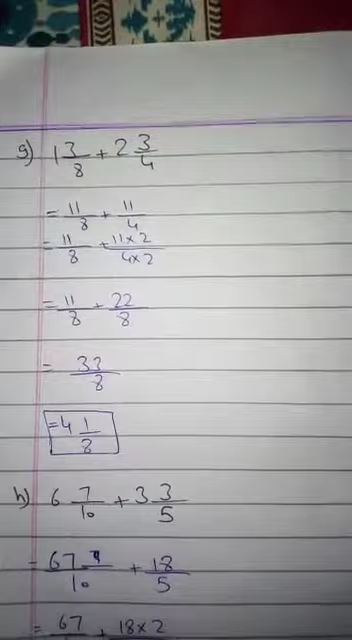 g) 1 3/8 + 2 3/4
= 11/8 + 11/4
= 11/8 + 11×2/4×2
= 11/8 + 22/8
= 33/8
= 4 1/8
h) 6 7/10 + 3 3/5
= 67/10 + 18/5
= 67 + 18×2